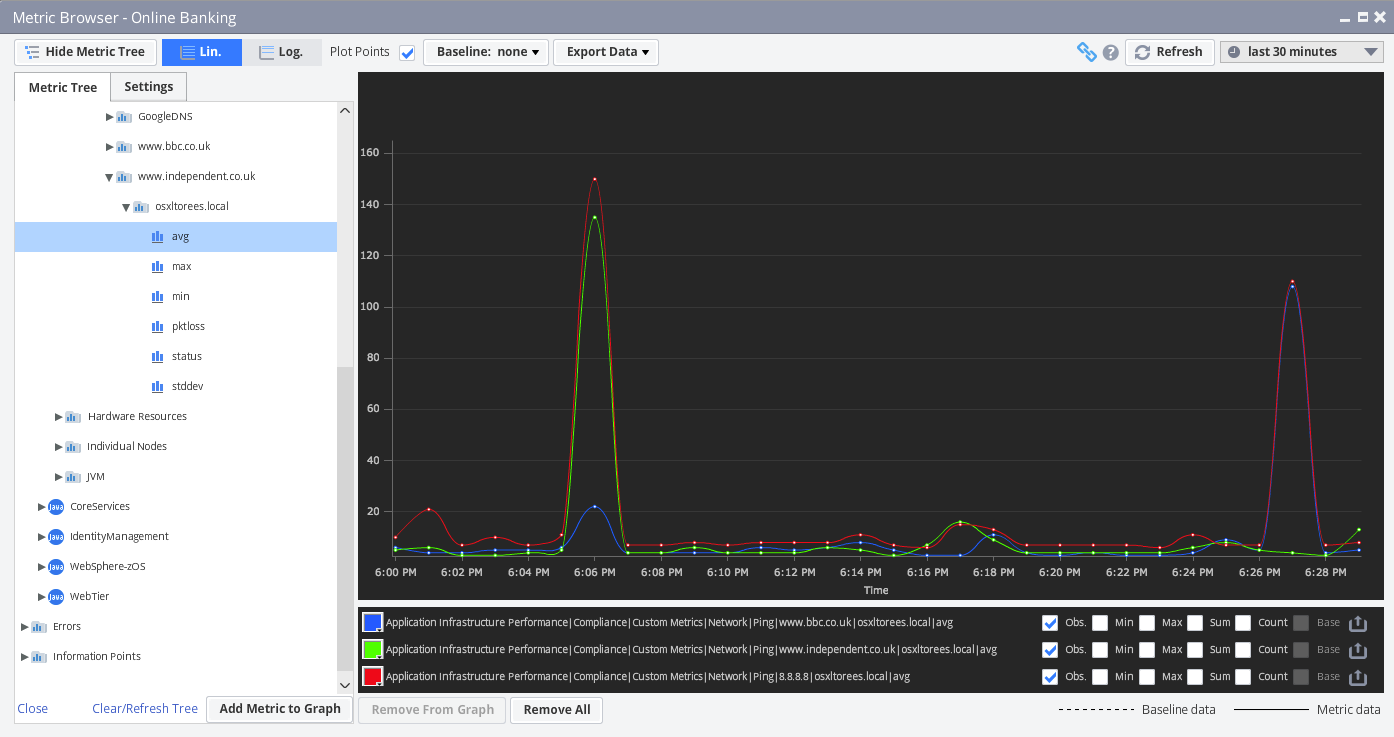 Metric Browser - Online Banking
Hide Metric Tree Lin. Log. Plot Points Baseline: none Export Data Refresh last 30 minutes
Metric Tree Settings
GoogleDNS
www.bbc.co.uk
www.independent.co.uk
osxltorees.local
avg
max
min
pktloss
status
stddev
Hardware Resources
Individual Nodes
JVM
CoreServices
IdentityManagement
WebSphere-zOS
WebTier
Errors
Information Points
Close Clear/Refresh Tree Add Metric to Graph
160
140
120
100
80
60
40
20
6:00 PM 6:02 PM 6:04 PM 6:06 PM 6:08 PM 6:10 PM 6:12 PM 6:14 PM 6:16 PM 6:18 PM 6:20 PM 6:22 PM 6:24 PM 6:26 PM 6:28 PM
Time
Application Infrastructure Performance|Compliance|Custom Metrics|Network|Ping|www.bbc.co.uk|osxltorees.local|avg Obs. Min Max Sum Count Base
Application Infrastructure Performance|Compliance|Custom Metrics|Network|Ping|www.independent.co.uk|osxltorees.local|avg Obs. Min Max Sum Count Base
Application Infrastructure Performance|Compliance|Custom Metrics|Network|Ping|8.8.8.8|osxltorees.local|avg Obs. Min Max Sum Count Base
Remove From Graph Remove All Baseline data Metric data